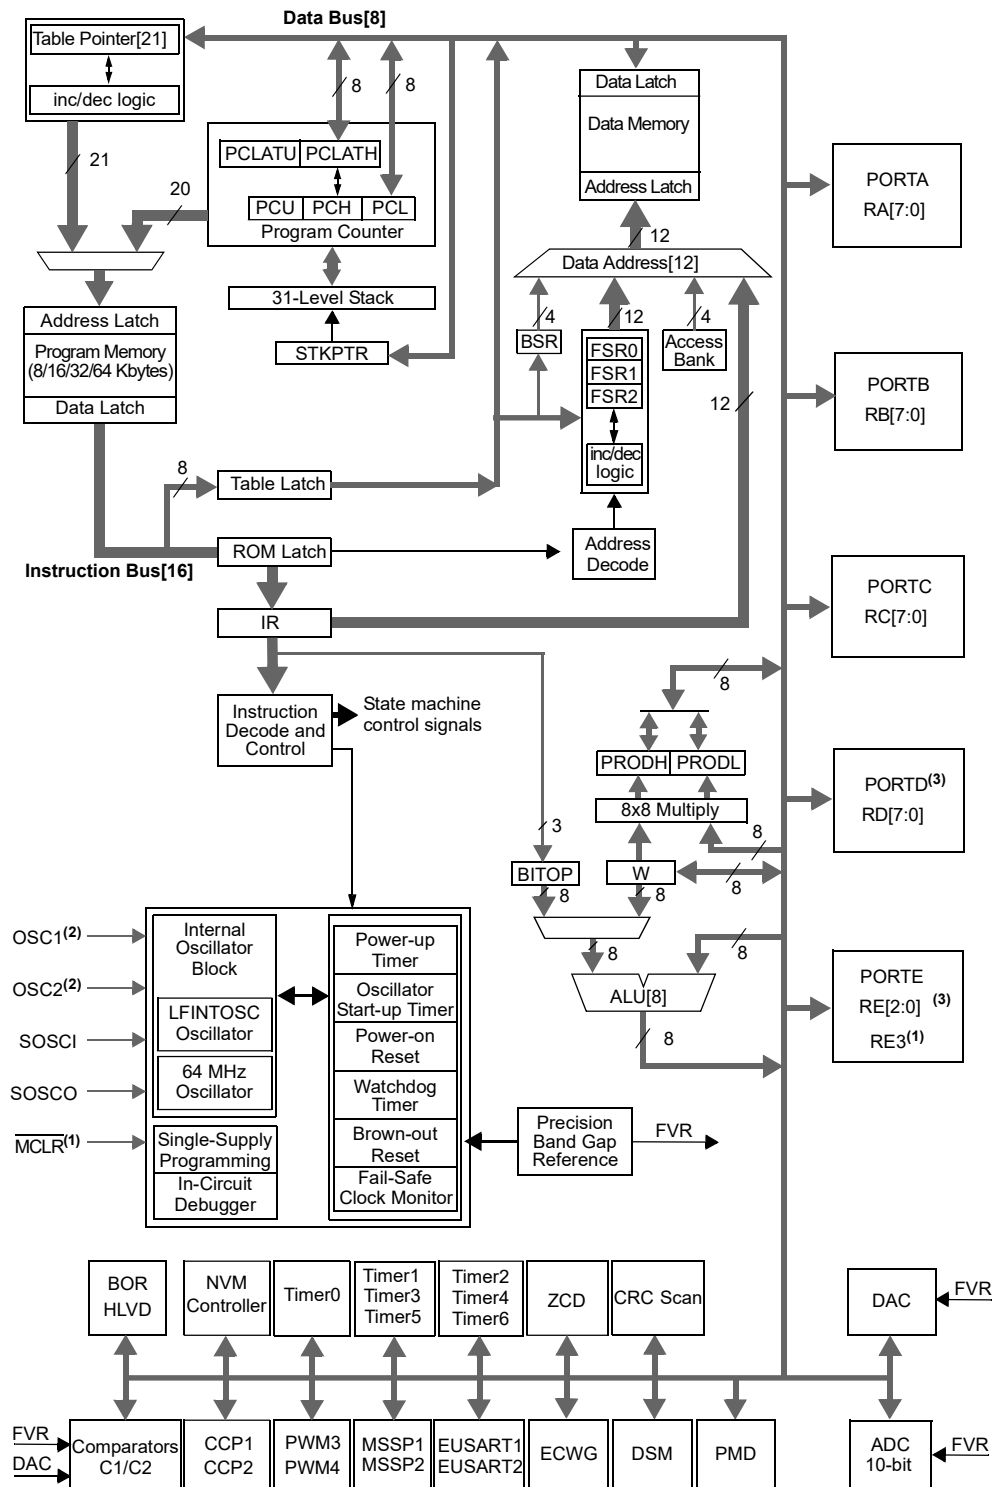 Data Bus[8]
Table Pointer[21]
inc/dec logic
21
20
8
8
PCLATU PCLATH
PCU PCH PCL
Program Counter
31-Level Stack
STKPTR
Data Latch
Data Memory
Address Latch
12
Data Address[12]
4
12
4
BSR
FSR0
FSR1
FSR2
inc/dec
logic
Access
Bank
12
Address Latch
Program Memory
(8/16/32/64 Kbytes)
Data Latch
8
Table Latch
ROM Latch
Instruction Bus[16]
IR
Address
Decode
Instruction
Decode and
Control
State machine
control signals
8
PRODH PRODL
8x8 Multiply
3
8
BITOP
W
8
8
8
8
8
ALU[8]
8
PORTA
RA[7:0]
PORTB
RB[7:0]
PORTC
RC[7:0]
PORTD(3)
RD[7:0]
PORTE
RE[2:0] (3)
RE3(1)
OSC1(2)
OSC2(2)
SOSCI
SOSCO
MCLR(1)
Internal
Oscillator
Block
LFINTOSC
Oscillator
64 MHz
Oscillator
Single-Supply
Programming
In-Circuit
Debugger
Power-up
Timer
Oscillator
Start-up Timer
Power-on
Reset
Watchdog
Timer
Brown-out
Reset
Fail-Safe
Clock Monitor
Precision
Band Gap
Reference
FVR
BOR
HLVD
NVM
Controller
Timer0
Timer1
Timer3
Timer5
Timer2
Timer4
Timer6
ZCD
CRC Scan
DAC
FVR
FVR
DAC
Comparators
C1/C2
CCP1
CCP2
PWM3
PWM4
MSSP1
MSSP2
EUSART1
EUSART2
ECWG
DSM
PMD
ADC
10-bit
FVR